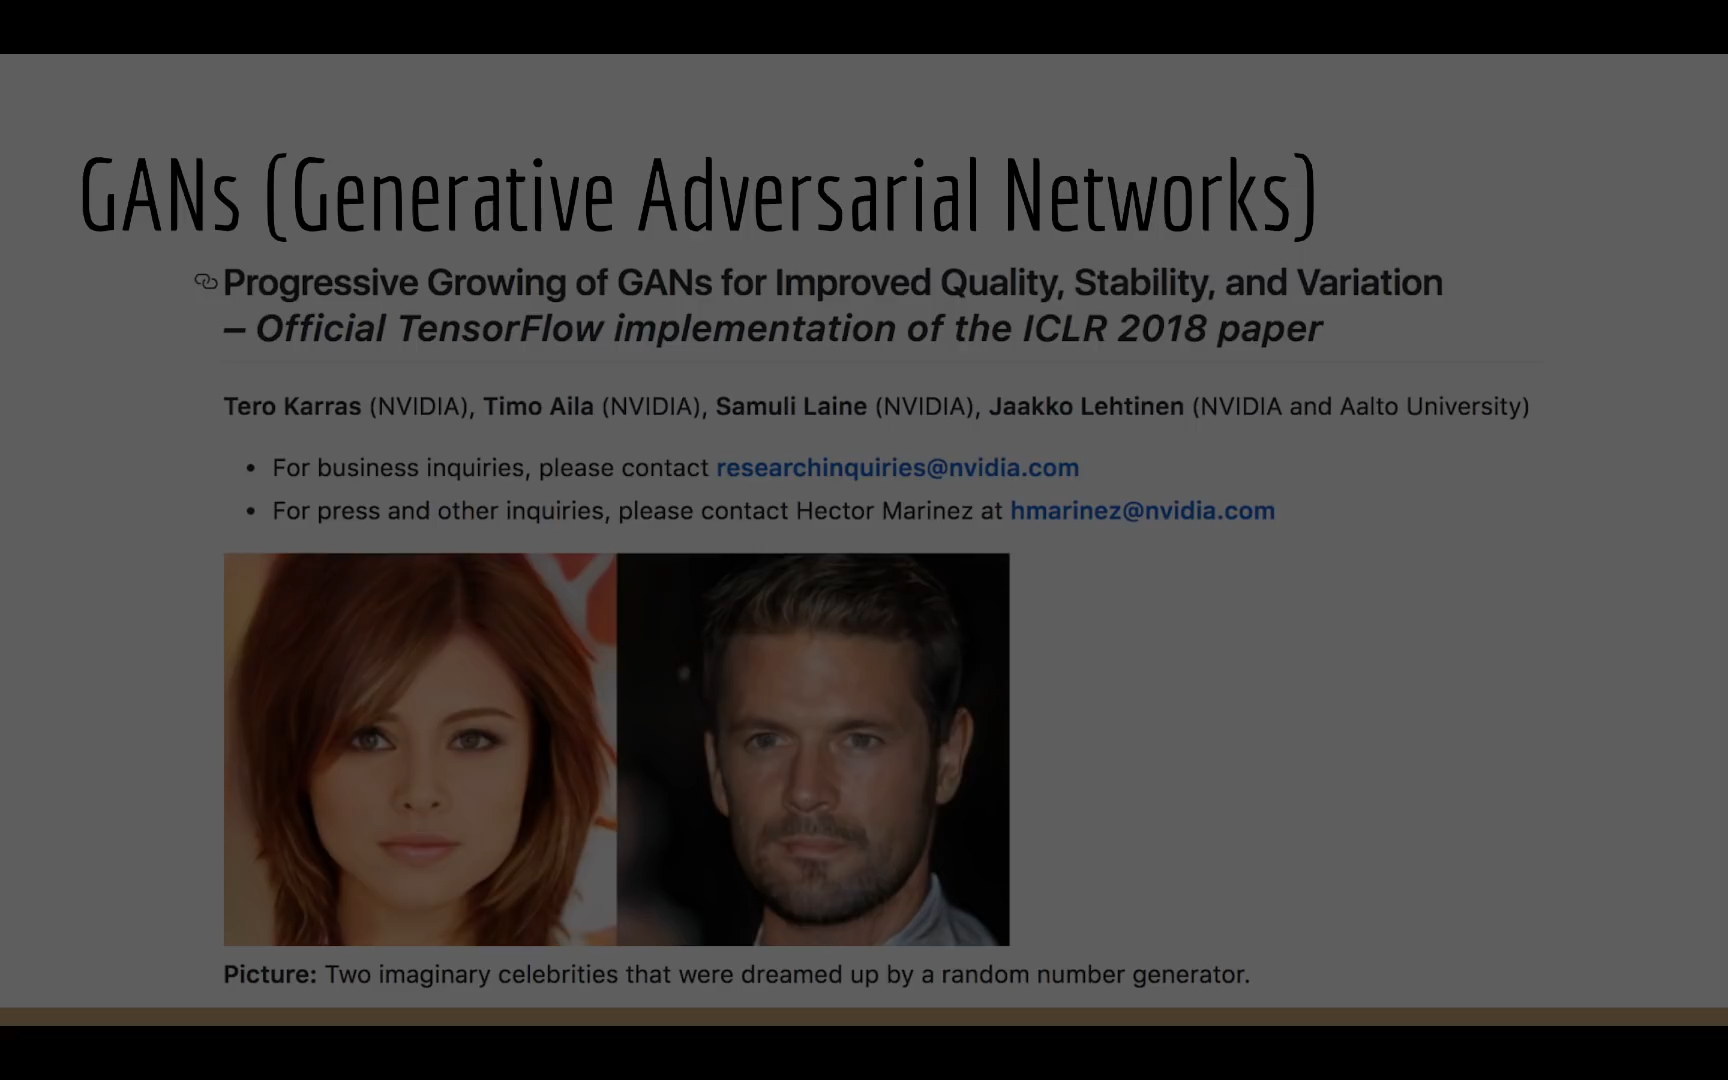 GANs (Generative Adversarial Networks)
Progressive Growing of GANs for Improved Quality, Stability, and Variation
– Official TensorFlow implementation of the ICLR 2018 paper
Tero Karras (NVIDIA), Timo Aila (NVIDIA), Samuli Laine (NVIDIA), Jaakko Lehtinen (NVIDIA and Aalto University)
• For business inquiries, please contact researchinquiries@nvidia.com
• For press and other inquiries, please contact Hector Marinez at hmarinez@nvidia.com
Picture: Two imaginary celebrities that were dreamed up by a random number generator.